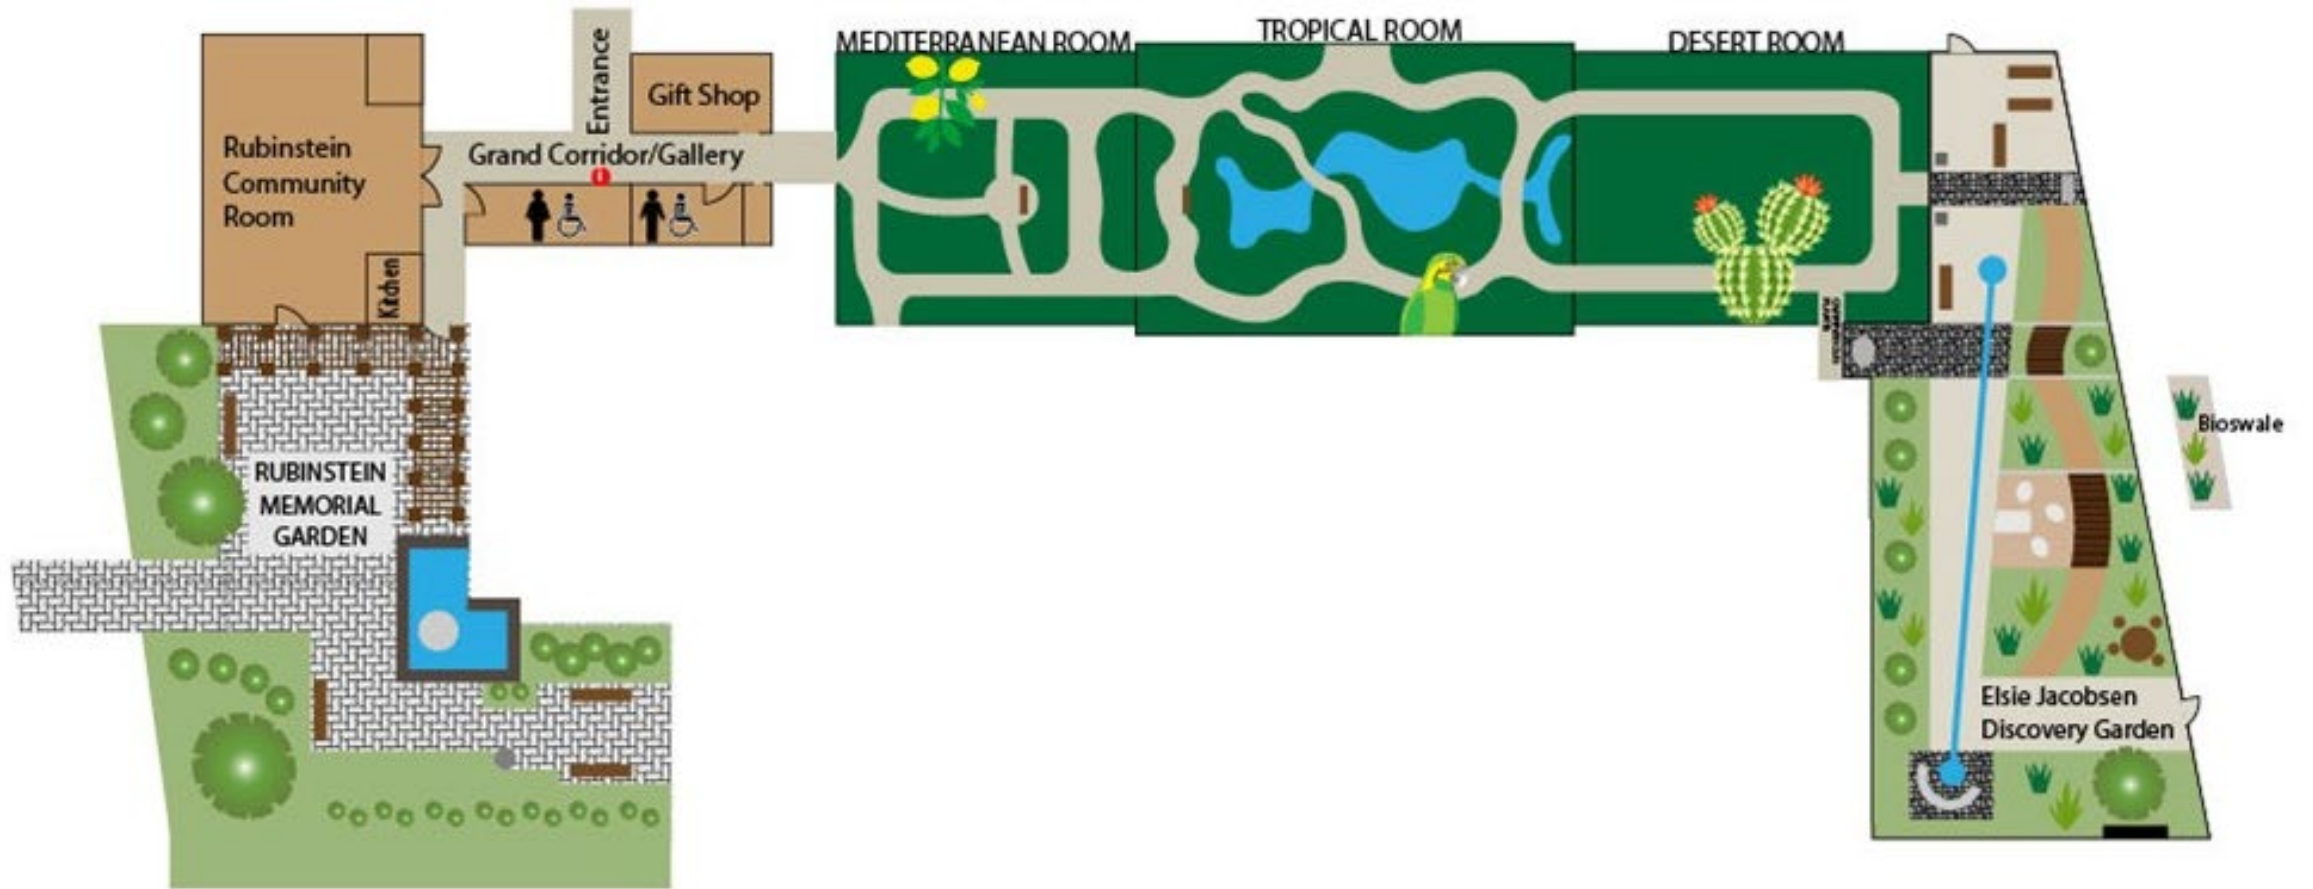 MEDITERRANEAN ROOM
TROPICAL ROOM
DESERT ROOM
Entrance
Gift Shop
Grand Corridor/Gallery
Rubinstein
Community
Room
Kitchen
RUBINSTEIN
MEMORIAL
GARDEN
Bioswale
Elsie Jacobsen
Discovery Garden